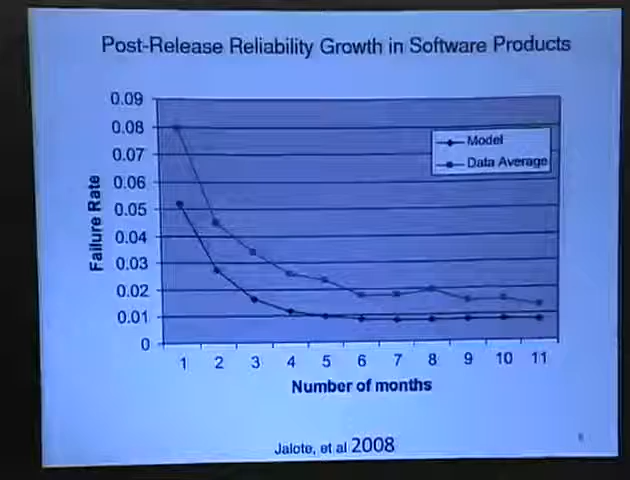 Post-Release Reliability Growth in Software Products
0.09
0.08
0.07
0.06
0.05
0.04
0.03
0.02
0.01
0
Failure Rate
Model
Data Average
1 2 3 4 5 6 7 8 9 10 11
Number of months
Jalote, et al 2008